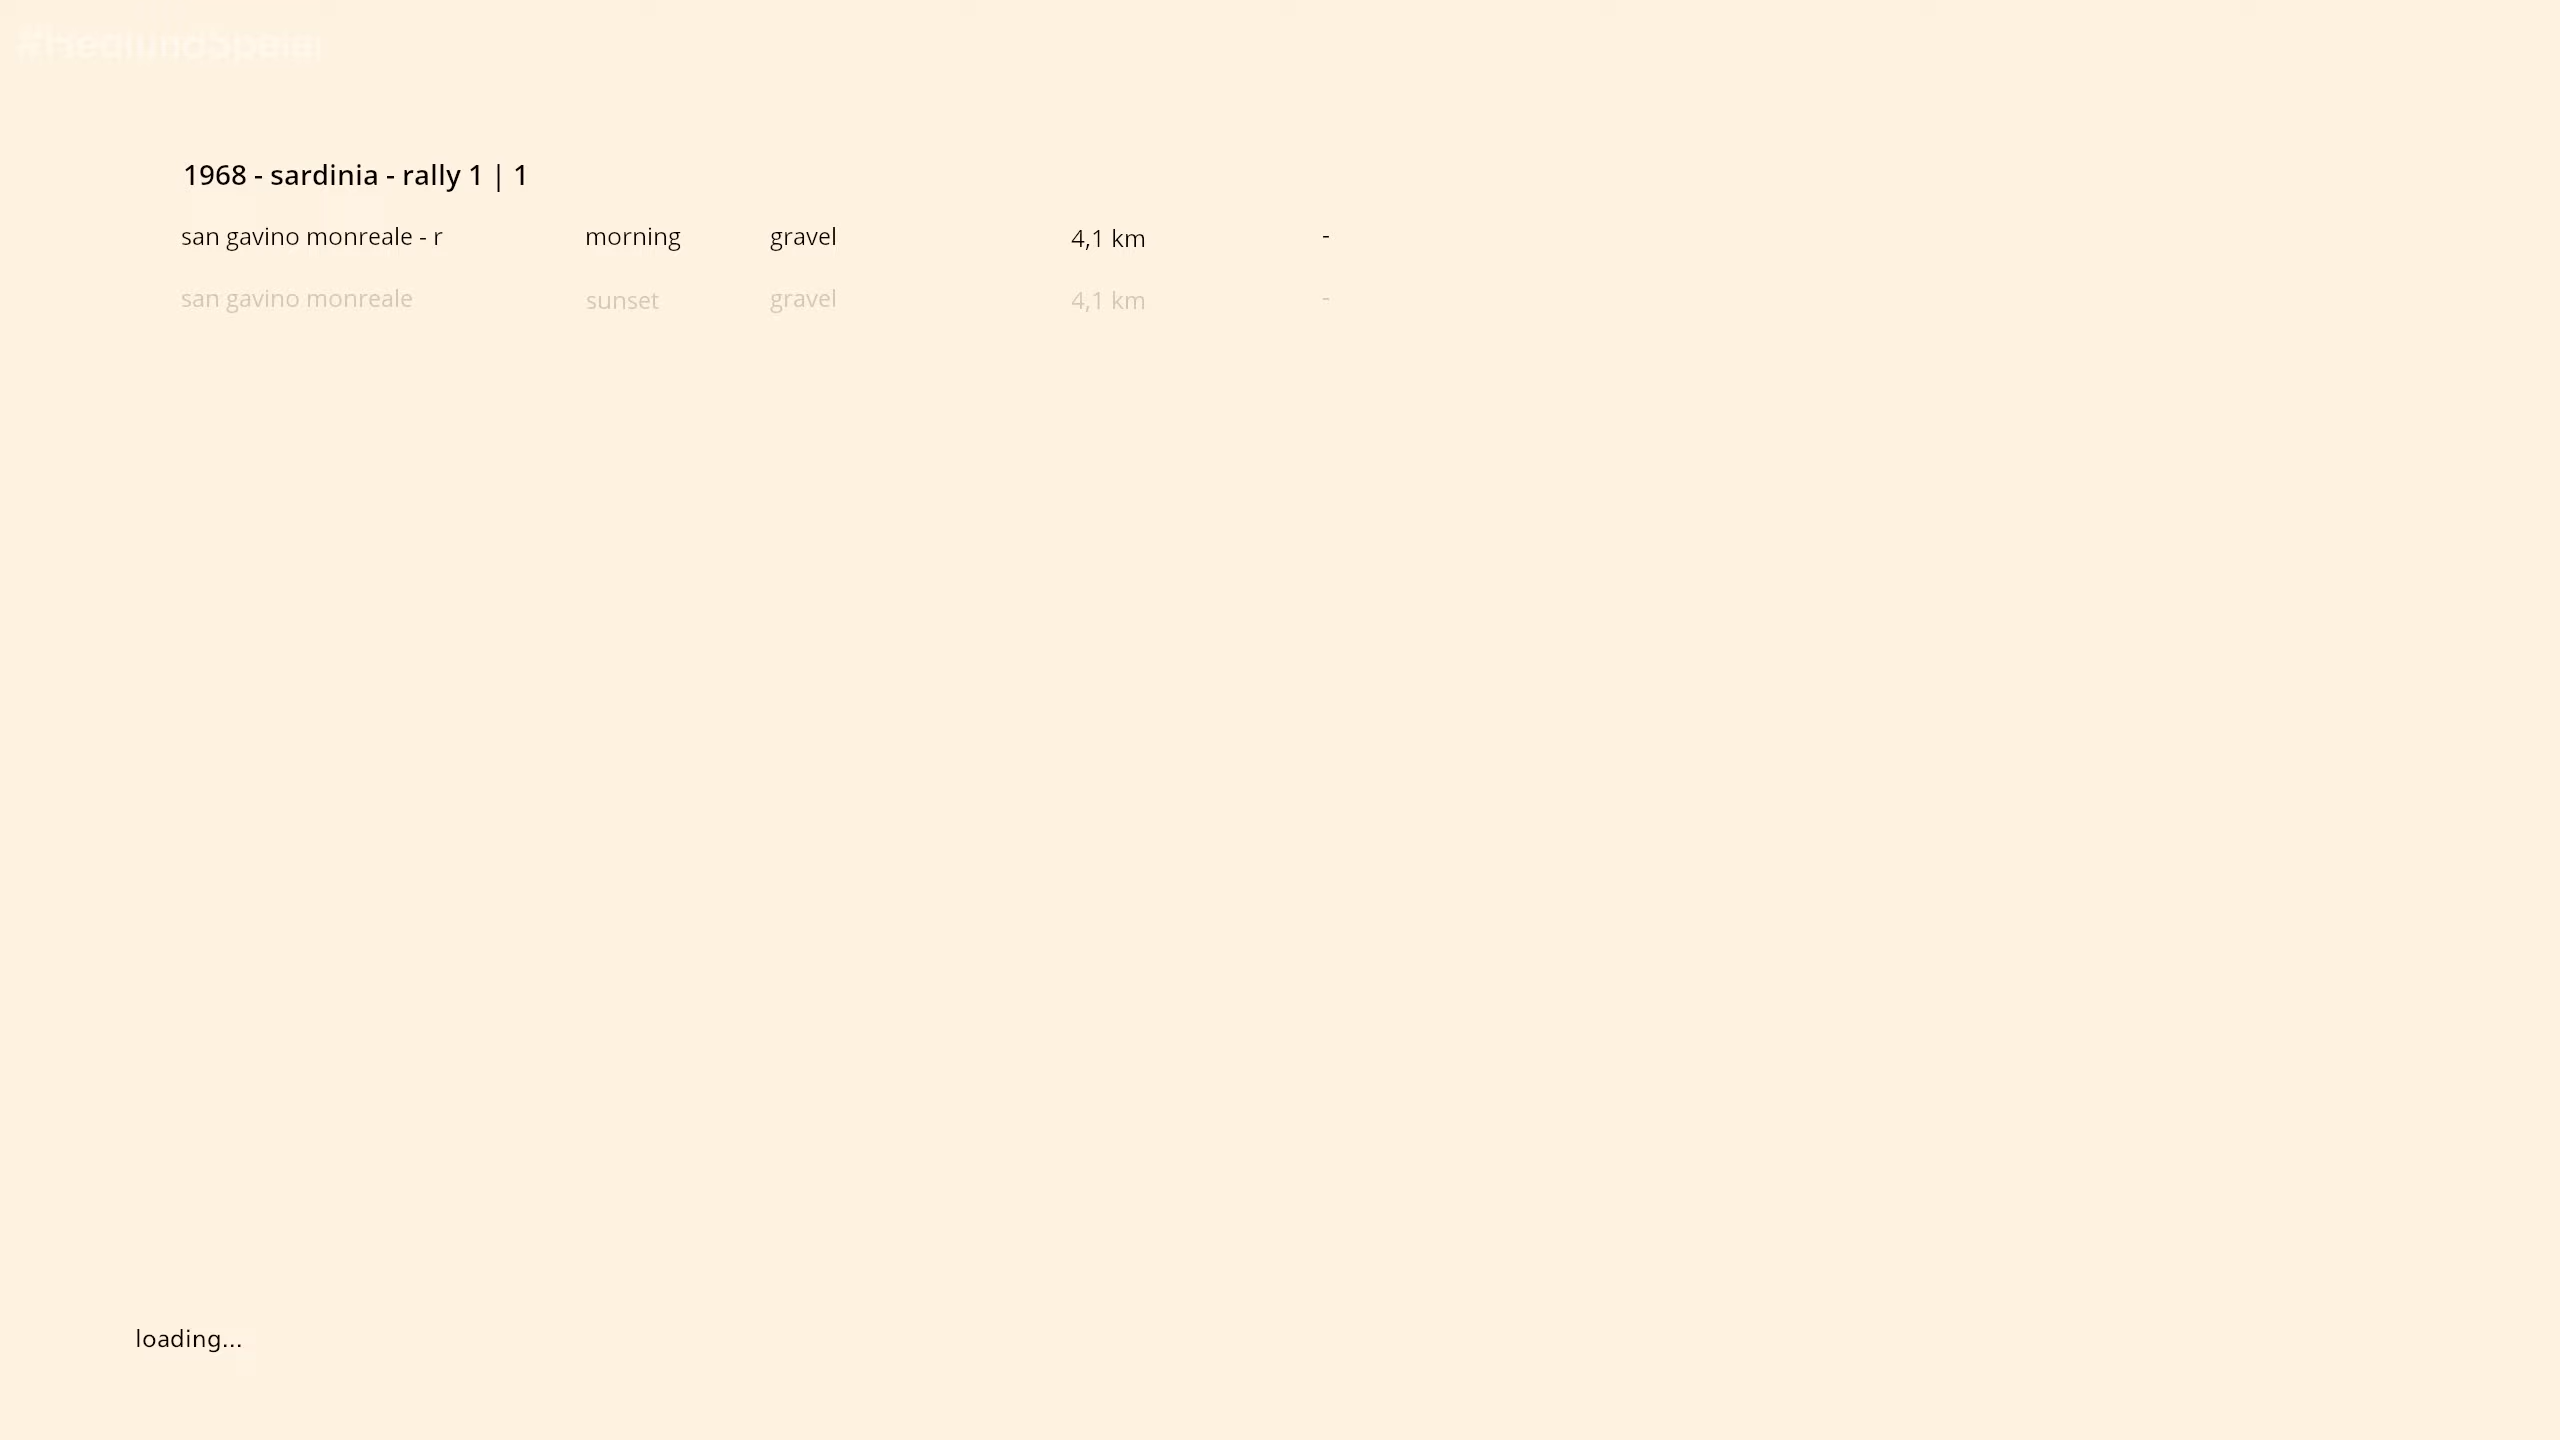 1968 - sardinia - rally 1 | 1
san gavino monreale - r morning gravel 4,1 km -
san gavino monreale sunset gravel 4,1 km -
loading...